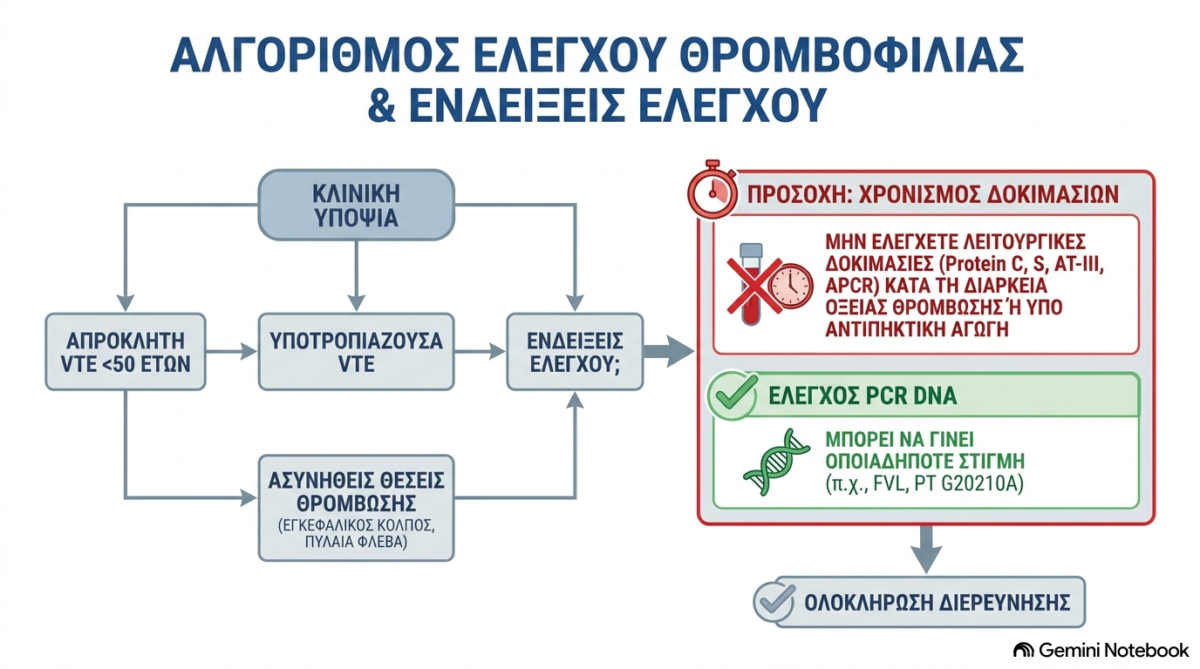 ΑΛΓΟΡΙΘΜΟΣ ΕΛΕΓΧΟΥ ΘΡΟΜΒΟΦΙΛΙΑΣ
& ΕΝΔΕΙΞΕΙΣ ΕΛΕΓΧΟΥ
ΚΛΙΝΙΚΗ
ΥΠΟΨΙΑ
ΑΠΡΟΚΛΗΤΗ
VTE <50 ΕΤΩΝ
ΥΠΟΤΡΟΠΙΑΖΟΥΣΑ
VTE
ΕΝΔΕΙΞΕΙΣ
ΕΛΕΓΧΟΥ;
ΑΣΥΝΗΘΕΙΣ ΘΕΣΕΙΣ
ΘΡΟΜΒΩΣΗΣ
(ΕΓΚΕΦΑΛΙΚΟΣ ΚΟΛΠΟΣ,
ΠΥΛΑΙΑ ΦΛΕΒΑ)
ΠΡΟΣΟΧΗ: ΧΡΟΝΙΣΜΟΣ ΔΟΚΙΜΑΣΙΩΝ
ΜΗΝ ΕΛΕΓΧΕΤΕ ΛΕΙΤΟΥΡΓΙΚΕΣ
ΔΟΚΙΜΑΣΙΕΣ (Protein C, S, AT-III,
APCR) ΚΑΤΑ ΤΗ ΔΙΑΡΚΕΙΑ
ΟΞΕΙΑΣ ΘΡΟΜΒΩΣΗΣ Ή ΥΠΟ
ΑΝΤΙΠΗΚΤΙΚΗ ΑΓΩΓΗ
ΕΛΕΓΧΟΣ PCR DNA
ΜΠΟΡΕΙ ΝΑ ΓΙΝΕΙ
ΟΠΟΙΑΔΗΠΟΤΕ ΣΤΙΓΜΗ
(π.χ., FVL, PT G20210A)
ΟΛΟΚΛΗΡΩΣΗ ΔΙΕΡΕΥΝΗΣΗΣ
Gemini Notebook